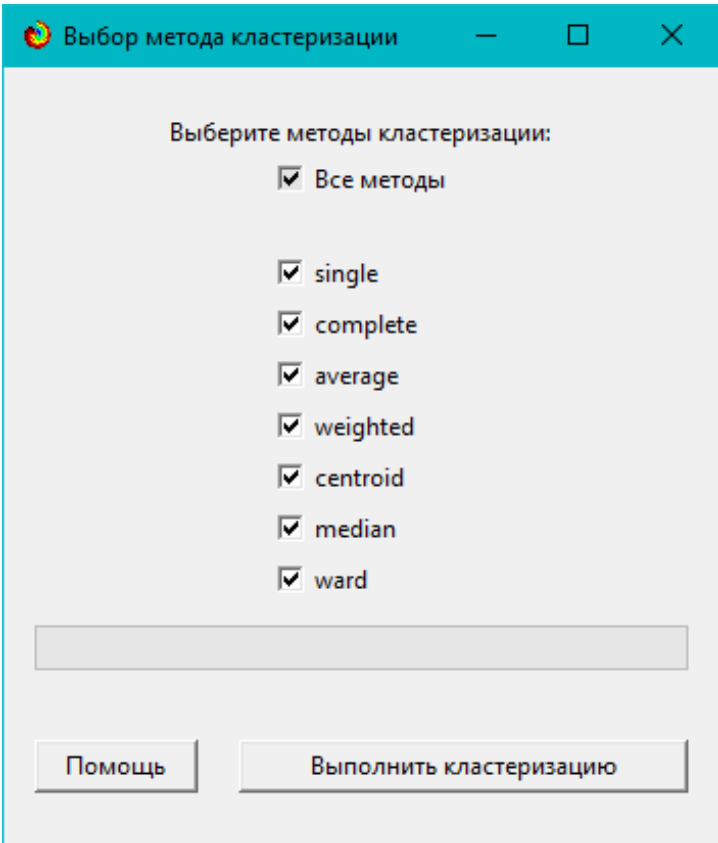 Выбор метода кластеризации
Выберите методы кластеризации:
Все методы
single
complete
average
weighted
centroid
median
ward
Помощь
Выполнить кластеризацию